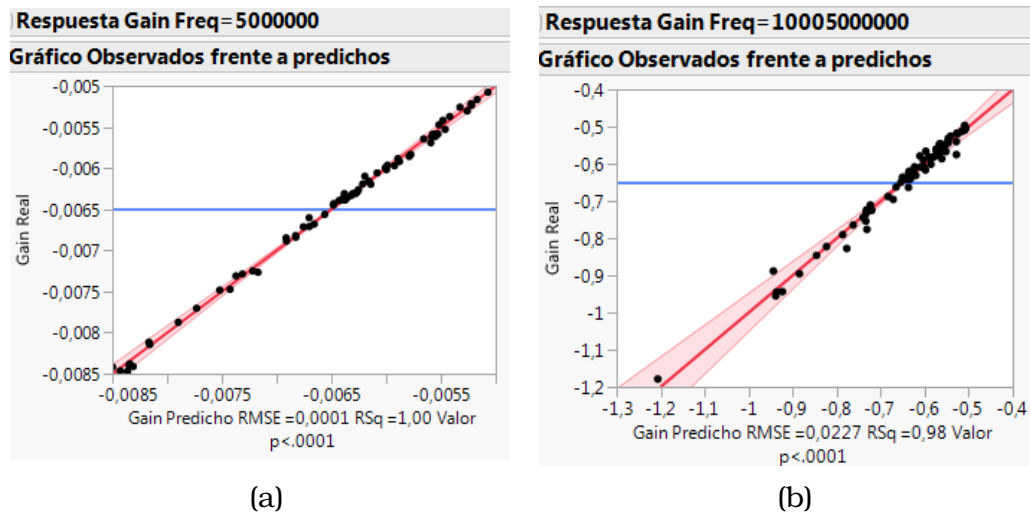 Respuesta Gain Freq=5000000
Gráfico Observados frente a predichos
Gain Real
-0,005
-0,0055
-0,006
-0,0065
-0,007
-0,0075
-0,008
-0,0085
-0,0085 -0,0075 -0,0065 -0,0055
Gain Predicho RMSE =0,0001 RSq =1,00 Valor
p<.0001
(a)
Respuesta Gain Freq=10005000000
Gráfico Observados frente a predichos
Gain Real
-0,4
-0,5
-0,6
-0,7
-0,8
-0,9
-1
-1,1
-1,2
-1,3 -1,2 -1,1 -1 -0,9 -0,8 -0,7 -0,6 -0,5 -0,4
Gain Predicho RMSE =0,0227 RSq =0,98 Valor
p<.0001
(b)